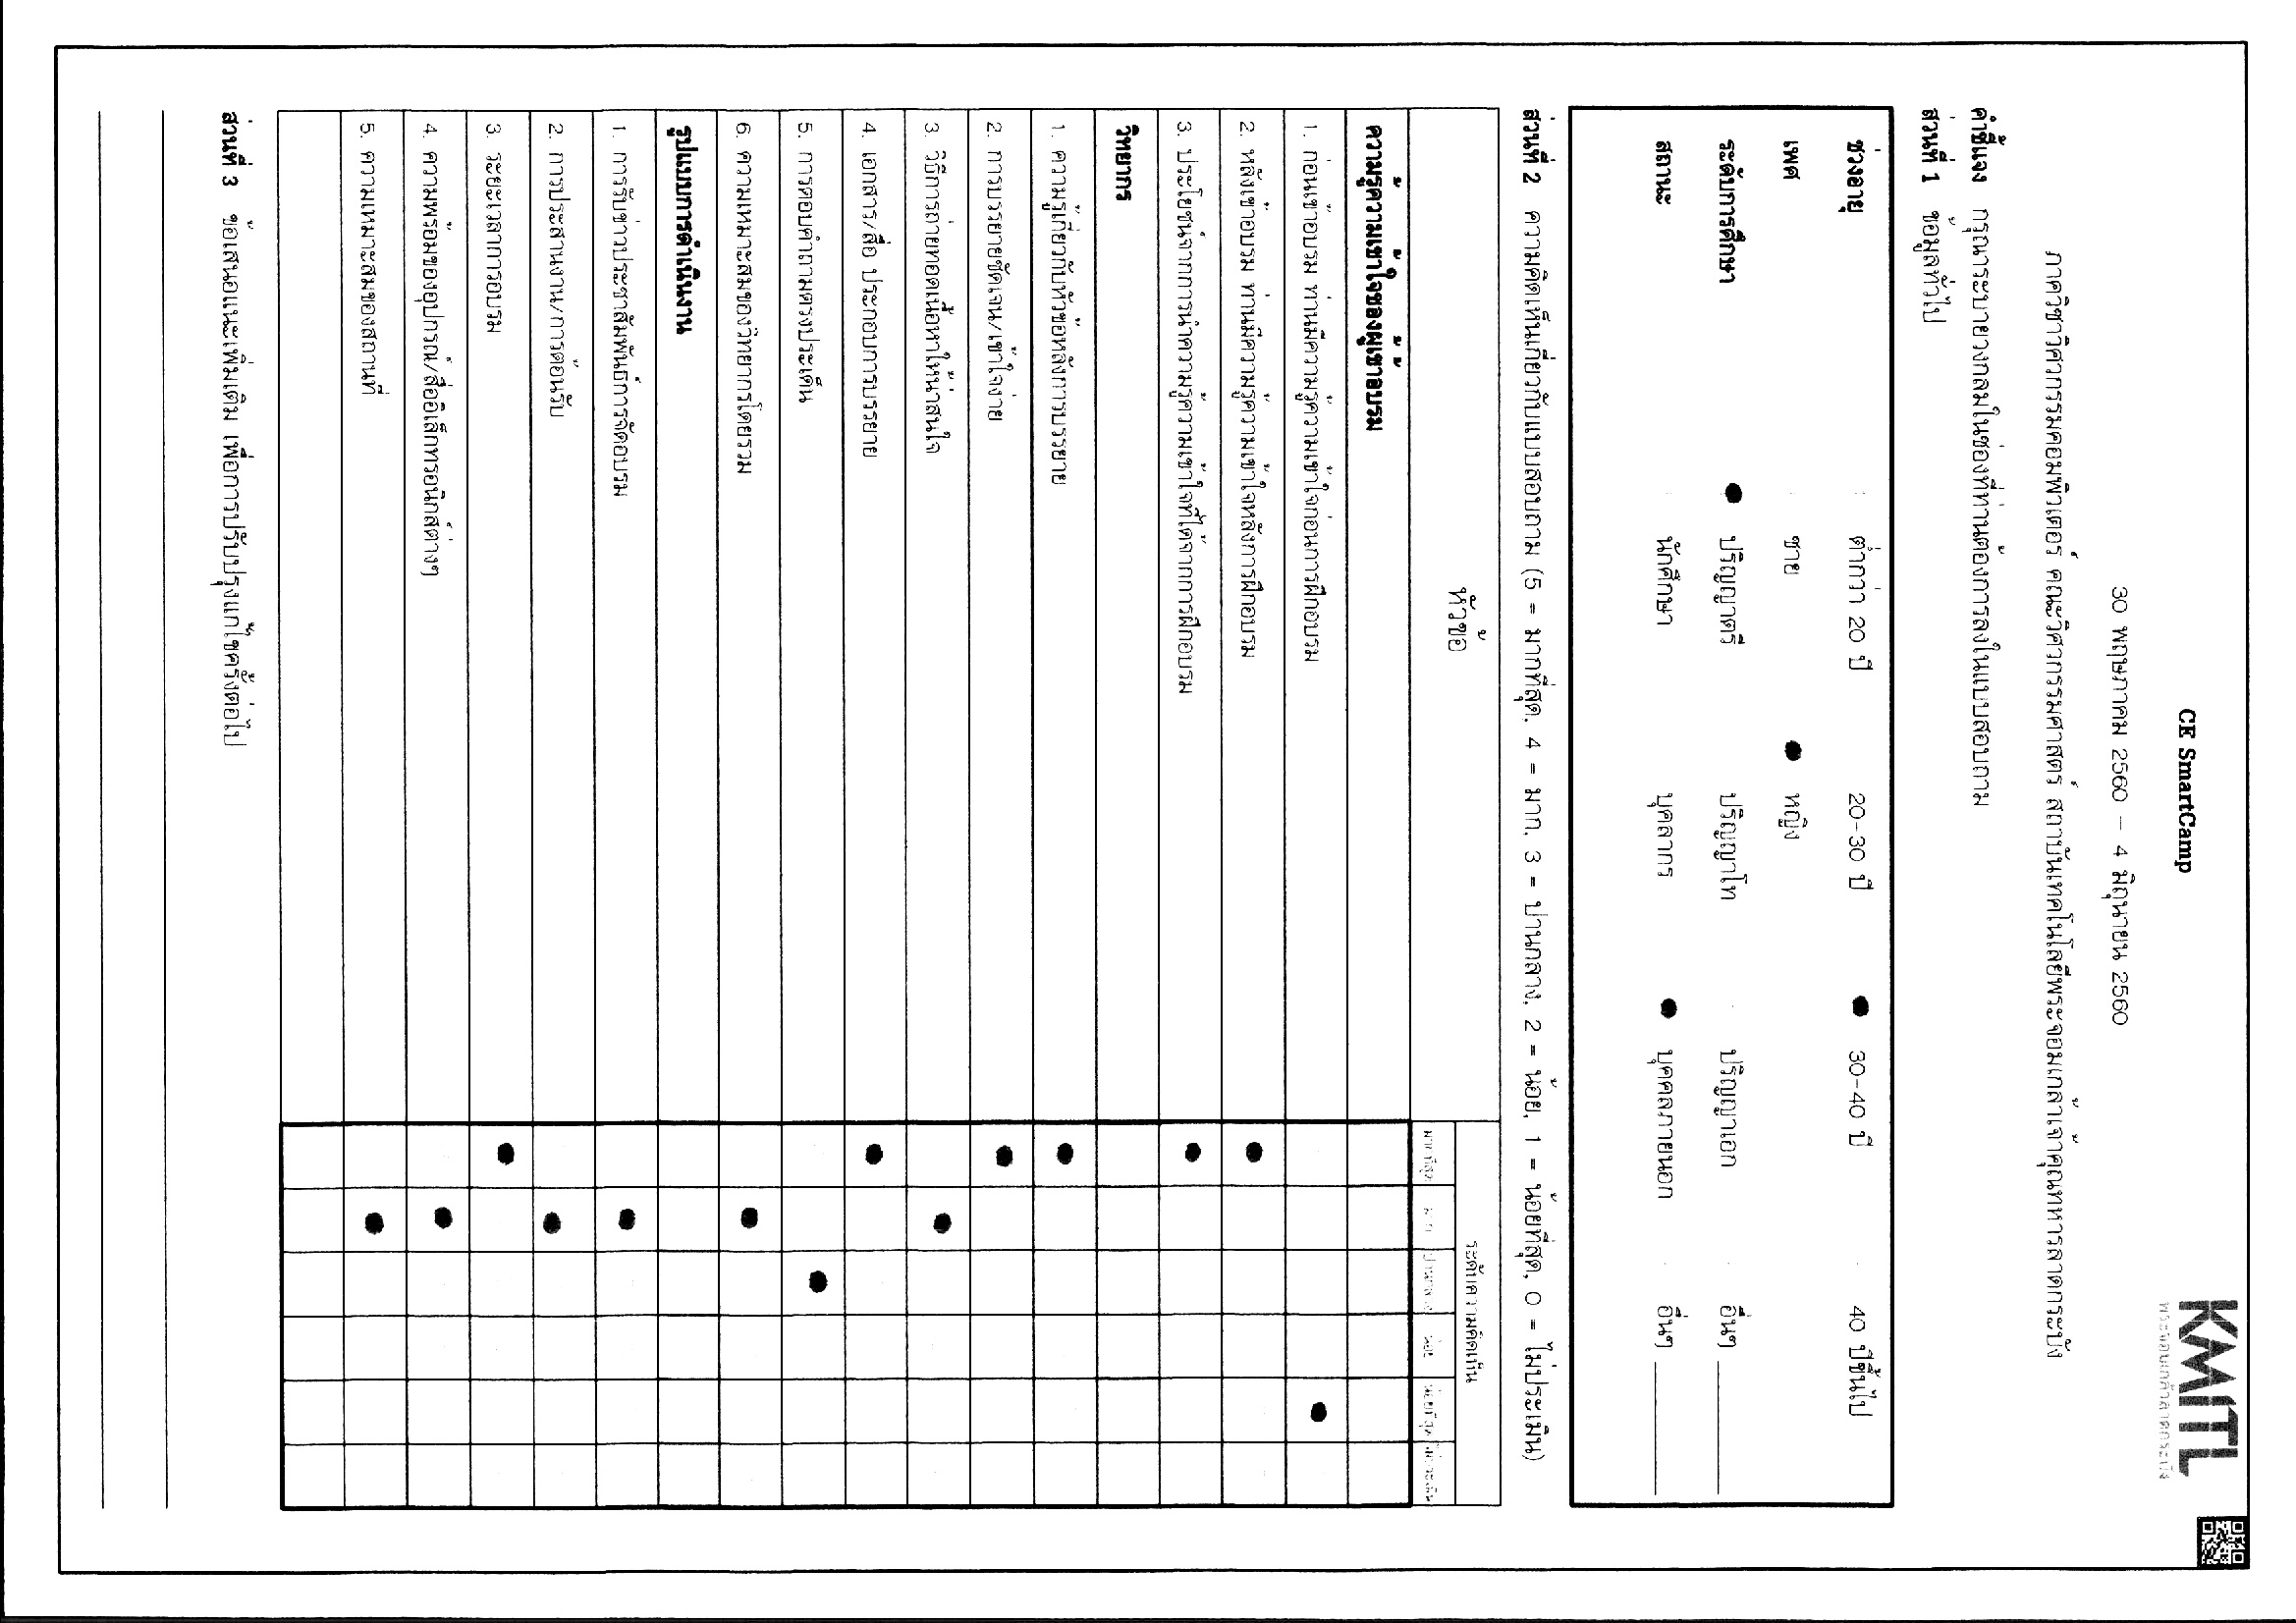 CE SmartCamp
30 พฤษภาคม 2560 – 4 มิถุนายน 2560
ภาควิชาวิศวกรรมคอมพิวเตอร์ คณะวิศวกรรมศาสตร์ สถาบันเทคโนโลยีพระจอมเกล้าเจ้าคุณทหารลาดกระบัง
KMITL
พระจอมเกล้าลาดกระบัง
คำชี้แจง กรุณาระบายวงกลมในช่องที่ท่านต้องการลงในแบบสอบถาม
ส่วนที่ 1 ข้อมูลทั่วไป
ช่วงอายุ ต่ำกว่า 20 ปี 20-30 ปี 30-40 ปี 40 ปีขึ้นไป
เพศ ชาย หญิง
ระดับการศึกษา ปริญญาตรี ปริญญาโท ปริญญาเอก อื่นๆ
สถานะ นักศึกษา บุคลากร บุคคลภายนอก อื่นๆ
ส่วนที่ 2 ความคิดเห็นเกี่ยวกับแบบสอบถาม (5 = มากที่สุด, 4 = มาก, 3 = ปานกลาง, 2 = น้อย, 1 = น้อยที่สุด, 0 = ไม่ประเมิน)
หัวข้อ ระดับความคิดเห็น
มากที่สุด มาก ปานกลาง น้อย น้อยที่สุด ไม่ประเมิน
ความรู้ความเข้าใจของผู้เข้าอบรม
1. ก่อนเข้าอบรม ท่านมีความรู้ความเข้าใจก่อนการฝึกอบรม
2. หลังเข้าอบรม ท่านมีความรู้ความเข้าใจหลังการฝึกอบรม
3. ประโยชน์จากการนำความรู้ความเข้าใจที่ได้จากการฝึกอบรม
วิทยากร
1. ความรู้เกี่ยวกับหัวข้อหลังการบรรยาย
2. การบรรยายชัดเจน/เข้าใจง่าย
3. วิธีการถ่ายทอดเนื้อหาให้น่าสนใจ
4. เอกสาร/สื่อ ประกอบการบรรยาย
5. การตอบคำถามตรงประเด็น
6. ความเหมาะสมของวิทยากรโดยรวม
รูปแบบการดำเนินงาน
1. การรับข่าวประชาสัมพันธ์การจัดอบรม
2. การประสานงาน/การต้อนรับ
3. ระยะเวลาการอบรม
4. ความพร้อมของอุปกรณ์/สื่ออิเล็กทรอนิกส์ต่างๆ
5. ความเหมาะสมของสถานที่
ส่วนที่ 3 ข้อเสนอแนะเพิ่มเติม เพื่อการปรับปรุงแก้ไขครั้งต่อไป